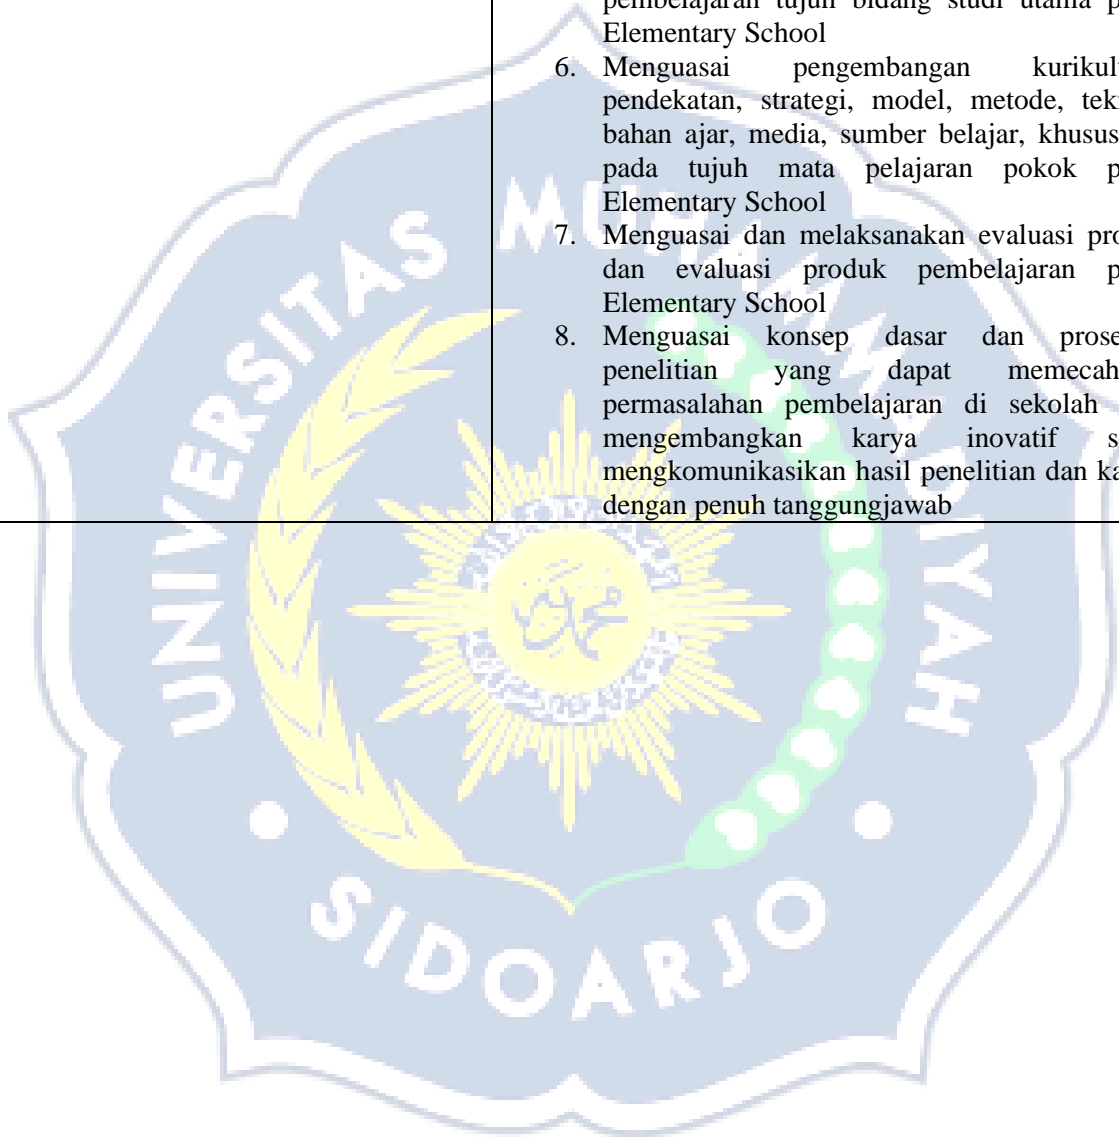 pembelajaran tujuh bidang studi utama p
Elementary School
6. Menguasai pengembangan kurikul
pendekatan, strategi, model, metode, tek
bahan ajar, media, sumber belajar, khusus
pada tujuh mata pelajaran pokok p
Elementary School
7. Menguasai dan melaksanakan evaluasi pro
dan evaluasi produk pembelajaran p
Elementary School
8. Menguasai konsep dasar dan prose
penelitian yang dapat memecah
permasalahan pembelajaran di sekolah
mengembangkan karya inovatif s
mengkomunikasikan hasil penelitian dan ka
dengan penuh tanggungjawab
UNIVERSITAS MUHAMMADIYAH
SIDOARJO